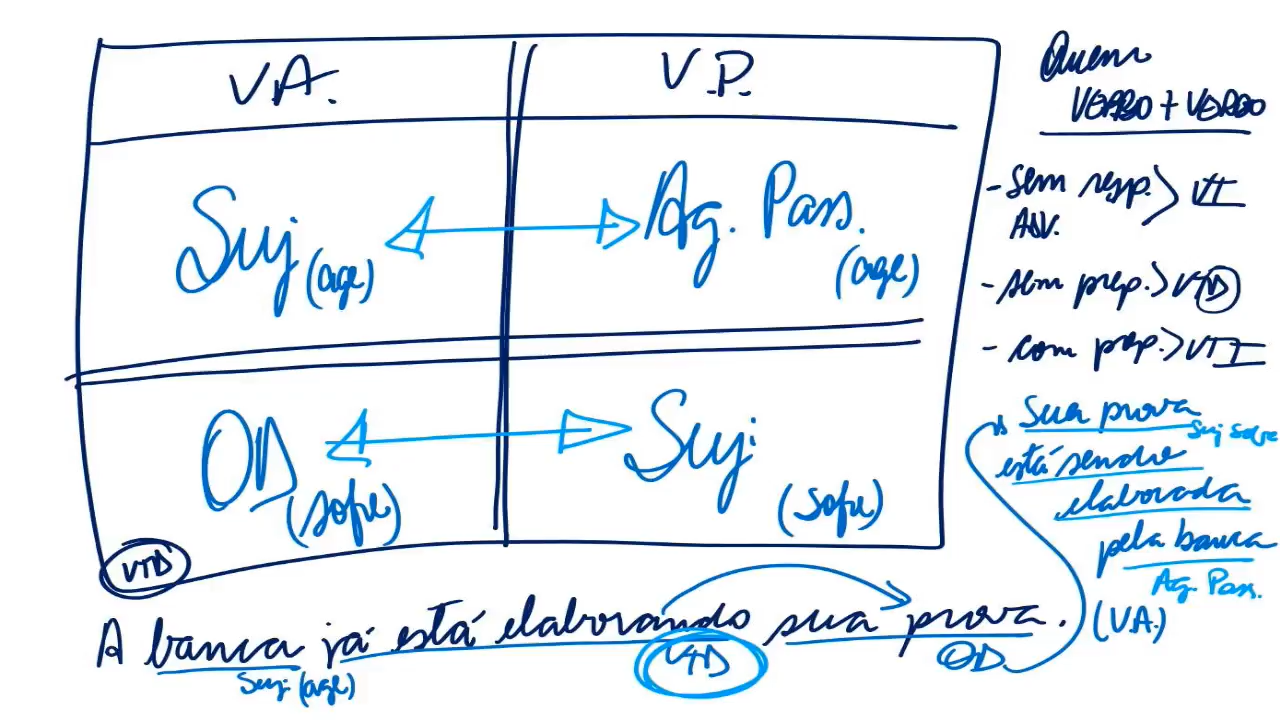 V.A.
V.P.
Suj (age)
Ag. Pass. (age)
OD (sofre)
Suj (sofre)
VTD
A banca já está elaborando sua prova. (V.A.)
Suj (age)
VTD
OD
Quem
VERBO + VERBO
- sem resp. > VI
ADV.
- sem prep. > VTD
- com prep. > VTI
Sua prova
Suj sofre
está sendo
elaborada
pela banca
Ag. Pass.